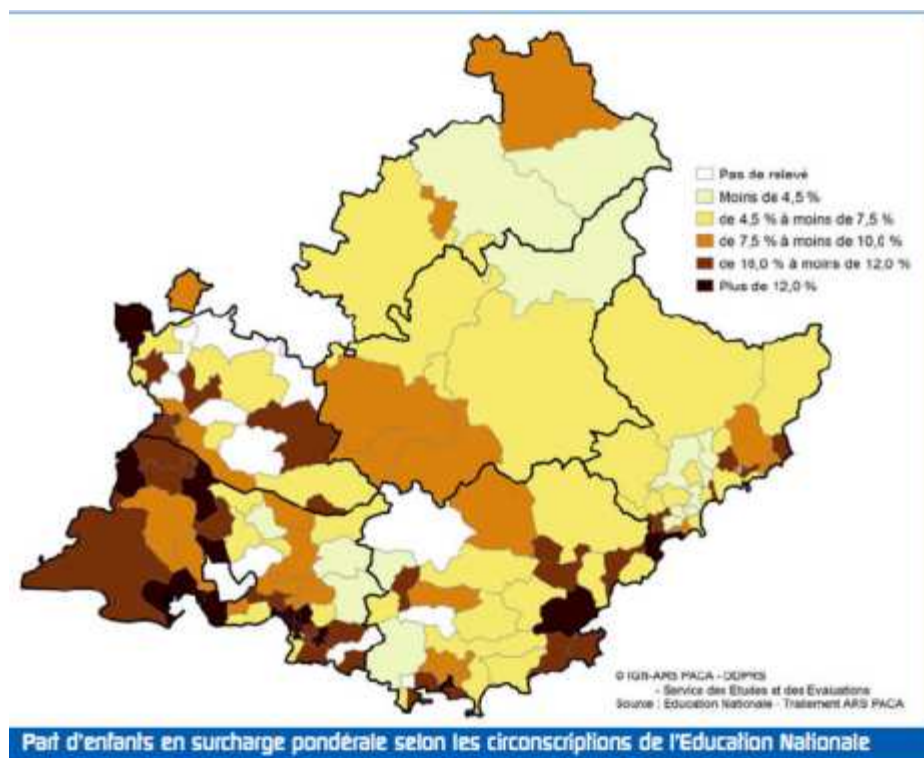 Pas de relevé
Moins de 4,5 %
de 4,5 % à moins de 7,5 %
de 7,5 % à moins de 10,0 %
de 10,0 % à moins de 12,0 %
Plus de 12,0 %
© IGN-ARS PACA - DDPRS
- Service des Etudes et des Evaluations
Source : Education Nationale - Traitement ARS PACA
Part d'enfants en surcharge pondérale selon les circonscriptions de l'Education Nationale